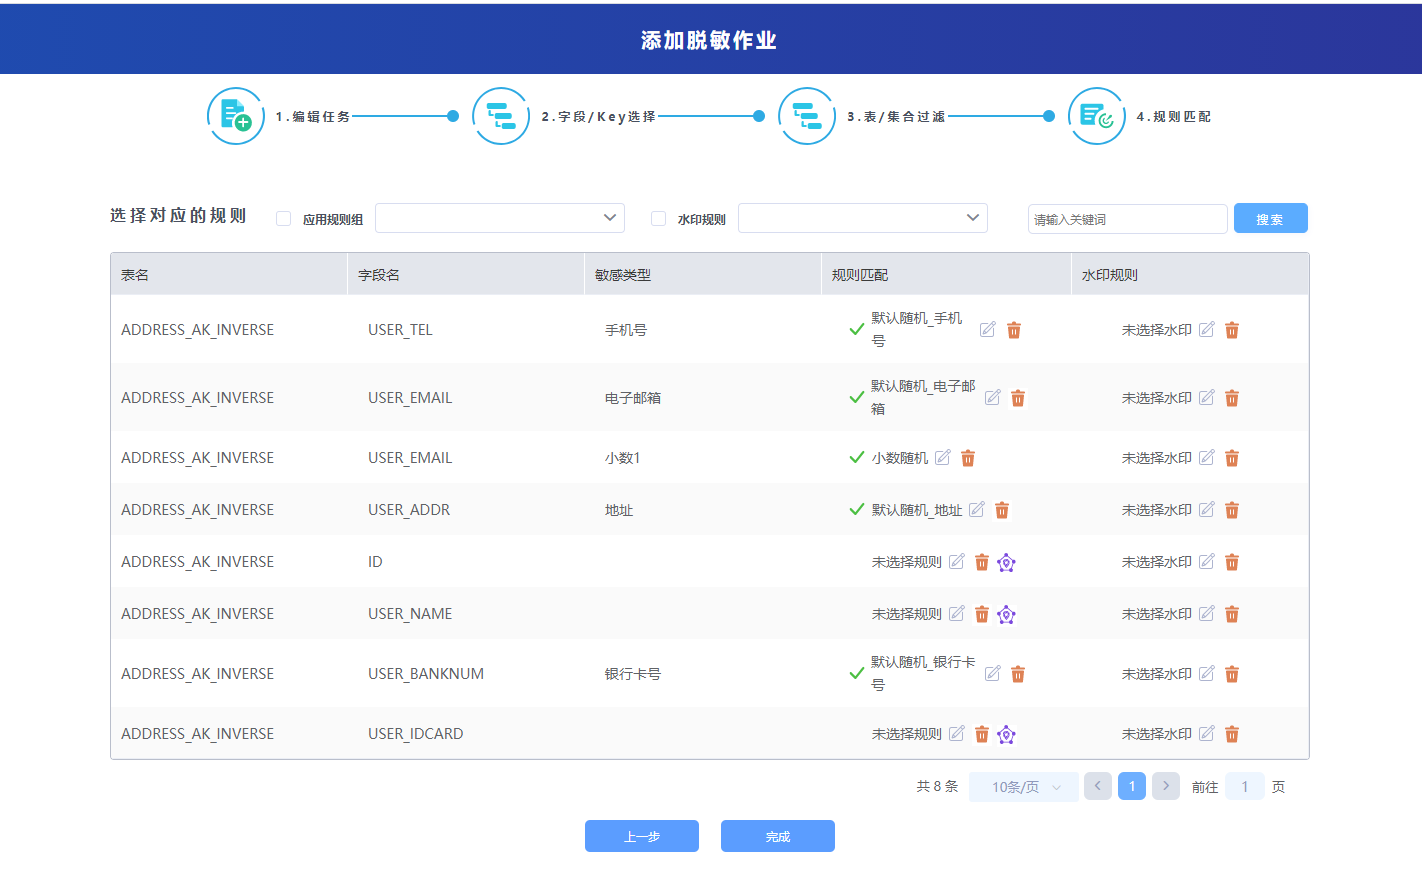 添加脱敏作业
1.编辑任务
2.字段/Key选择
3.表/集合过滤
4.规则匹配
选择对应的规则 应用规则组 水印规则 请输入关键词 搜索
表名 字段名 敏感类型 规则匹配 水印规则
ADDRESS_AK_INVERSE USER_TEL 手机号 默认随机_手机号 未选择水印
ADDRESS_AK_INVERSE USER_EMAIL 电子邮箱 默认随机_电子邮箱 未选择水印
ADDRESS_AK_INVERSE USER_EMAIL 小数1 小数随机 未选择水印
ADDRESS_AK_INVERSE USER_ADDR 地址 默认随机_地址 未选择水印
ADDRESS_AK_INVERSE ID 未选择规则 未选择水印
ADDRESS_AK_INVERSE USER_NAME 未选择规则 未选择水印
ADDRESS_AK_INVERSE USER_BANKNUM 银行卡号 默认随机_银行卡号 未选择水印
ADDRESS_AK_INVERSE USER_IDCARD 未选择规则 未选择水印
共 8 条 10条/页 1 前往 1 页
上一步 完成